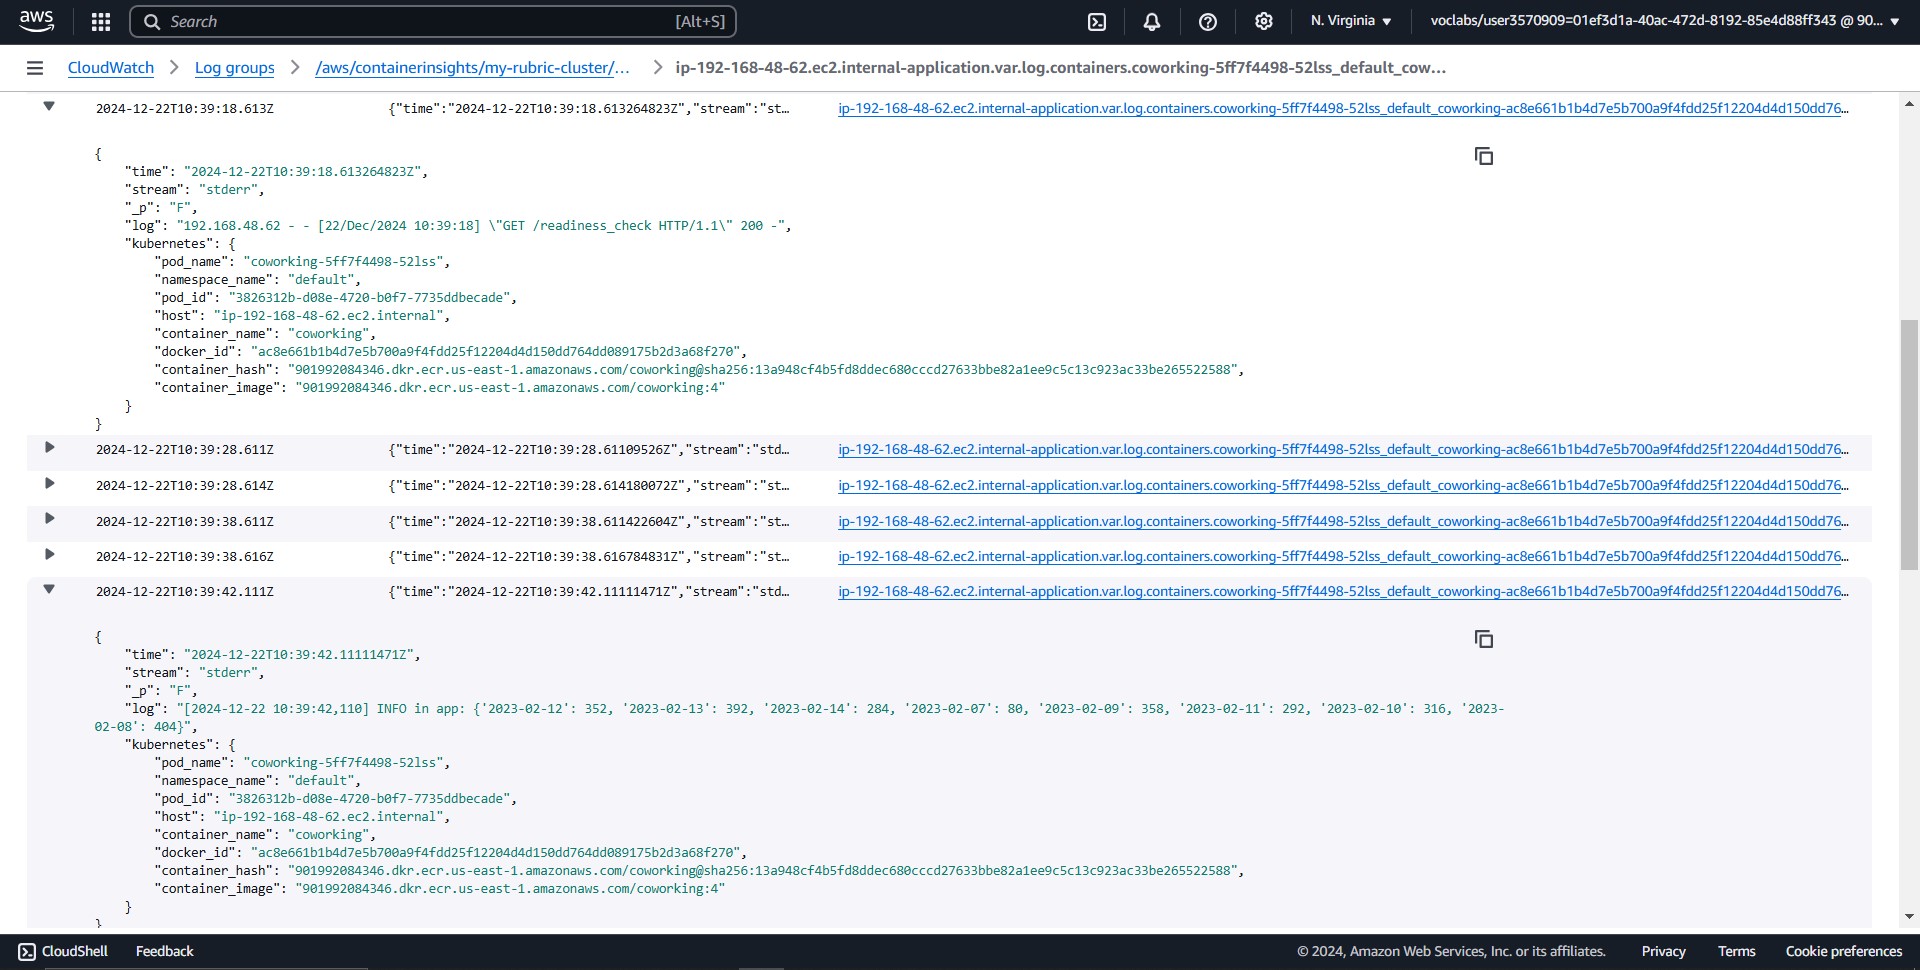 aws
Search [Alt+S]
N. Virginia
voclabs/user3570909=01ef3d1a-40ac-472d-8192-85e4d88ff343 @ 90...
CloudWatch Log groups /aws/containerinsights/my-rubric-cluster/... ip-192-168-48-62.ec2.internal-application.var.log.containers.coworking-5ff7f4498-52lss_default_cow...
2024-12-22T10:39:18.613Z {"time":"2024-12-22T10:39:18.613264823Z","stream":"st... ip-192-168-48-62.ec2.internal-application.var.log.containers.coworking-5ff7f4498-52lss_default_coworking-ac8e661b1b4d7e5b700a9f4fdd25f12204d4d150dd76...
{
"time": "2024-12-22T10:39:18.613264823Z",
"stream": "stderr",
"_p": "F",
"log": "192.168.48.62 - - [22/Dec/2024 10:39:18] \"GET /readiness_check HTTP/1.1\" 200 -",
"kubernetes": {
"pod_name": "coworking-5ff7f4498-52lss",
"namespace_name": "default",
"pod_id": "3826312b-d08e-4720-b0f7-7735ddbecade",
"host": "ip-192-168-48-62.ec2.internal",
"container_name": "coworking",
"docker_id": "ac8e661b1b4d7e5b700a9f4fdd25f12204d4d150dd764dd089175b2d3a68f270",
"container_hash": "901992084346.dkr.ecr.us-east-1.amazonaws.com/coworking@sha256:13a948cf4b5fd8ddec680cccd27633bbe82a1ee9c5c13c923ac33be265522588",
"container_image": "901992084346.dkr.ecr.us-east-1.amazonaws.com/coworking:4"
}
}
2024-12-22T10:39:28.611Z {"time":"2024-12-22T10:39:28.61109526Z","stream":"std... ip-192-168-48-62.ec2.internal-application.var.log.containers.coworking-5ff7f4498-52lss_default_coworking-ac8e661b1b4d7e5b700a9f4fdd25f12204d4d150dd76...
2024-12-22T10:39:28.614Z {"time":"2024-12-22T10:39:28.614180072Z","stream":"st... ip-192-168-48-62.ec2.internal-application.var.log.containers.coworking-5ff7f4498-52lss_default_coworking-ac8e661b1b4d7e5b700a9f4fdd25f12204d4d150dd76...
2024-12-22T10:39:38.611Z {"time":"2024-12-22T10:39:38.611422604Z","stream":"st... ip-192-168-48-62.ec2.internal-application.var.log.containers.coworking-5ff7f4498-52lss_default_coworking-ac8e661b1b4d7e5b700a9f4fdd25f12204d4d150dd76...
2024-12-22T10:39:38.616Z {"time":"2024-12-22T10:39:38.616784831Z","stream":"st... ip-192-168-48-62.ec2.internal-application.var.log.containers.coworking-5ff7f4498-52lss_default_coworking-ac8e661b1b4d7e5b700a9f4fdd25f12204d4d150dd76...
2024-12-22T10:39:42.111Z {"time":"2024-12-22T10:39:42.11111471Z","stream":"std... ip-192-168-48-62.ec2.internal-application.var.log.containers.coworking-5ff7f4498-52lss_default_coworking-ac8e661b1b4d7e5b700a9f4fdd25f12204d4d150dd76...
{
"time": "2024-12-22T10:39:42.11111471Z",
"stream": "stderr",
"_p": "F",
"log": "[2024-12-22 10:39:42,110] INFO in app: {'2023-02-12': 352, '2023-02-13': 392, '2023-02-14': 284, '2023-02-07': 80, '2023-02-09': 358, '2023-02-11': 292, '2023-02-10': 316, '2023-
02-08': 404}",
"kubernetes": {
"pod_name": "coworking-5ff7f4498-52lss",
"namespace_name": "default",
"pod_id": "3826312b-d08e-4720-b0f7-7735ddbecade",
"host": "ip-192-168-48-62.ec2.internal",
"container_name": "coworking",
"docker_id": "ac8e661b1b4d7e5b700a9f4fdd25f12204d4d150dd764dd089175b2d3a68f270",
"container_hash": "901992084346.dkr.ecr.us-east-1.amazonaws.com/coworking@sha256:13a948cf4b5fd8ddec680cccd27633bbe82a1ee9c5c13c923ac33be265522588",
"container_image": "901992084346.dkr.ecr.us-east-1.amazonaws.com/coworking:4"
}
}
CloudShell Feedback © 2024, Amazon Web Services, Inc. or its affiliates. Privacy Terms Cookie preferences